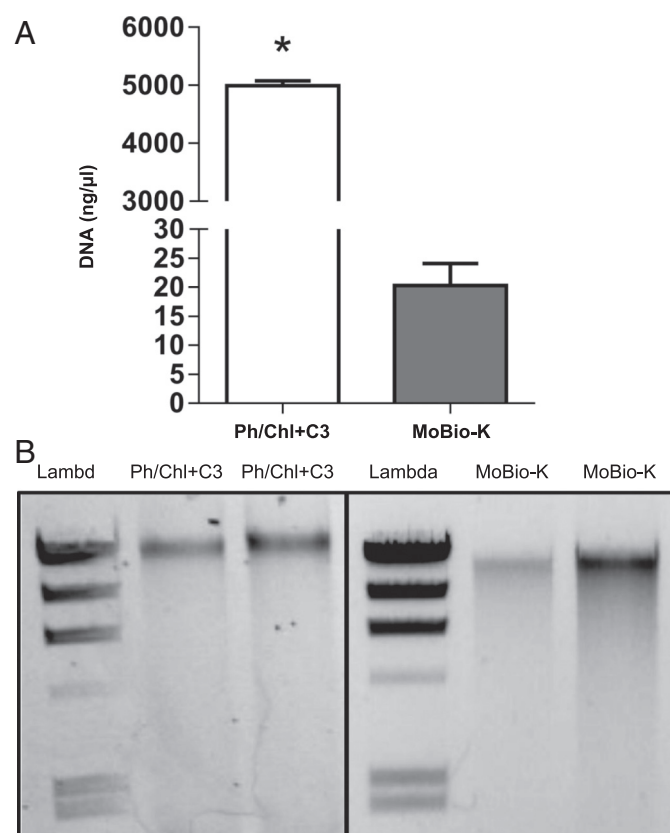 A
6000
*
5000
4000
3000
DNA (ng/µl)
30
25
20
15
10
5
0
Ph/Chl+C3 MoBio-K
B
Lambd Ph/Chl+C3 Ph/Chl+C3 Lambda MoBio-K MoBio-K